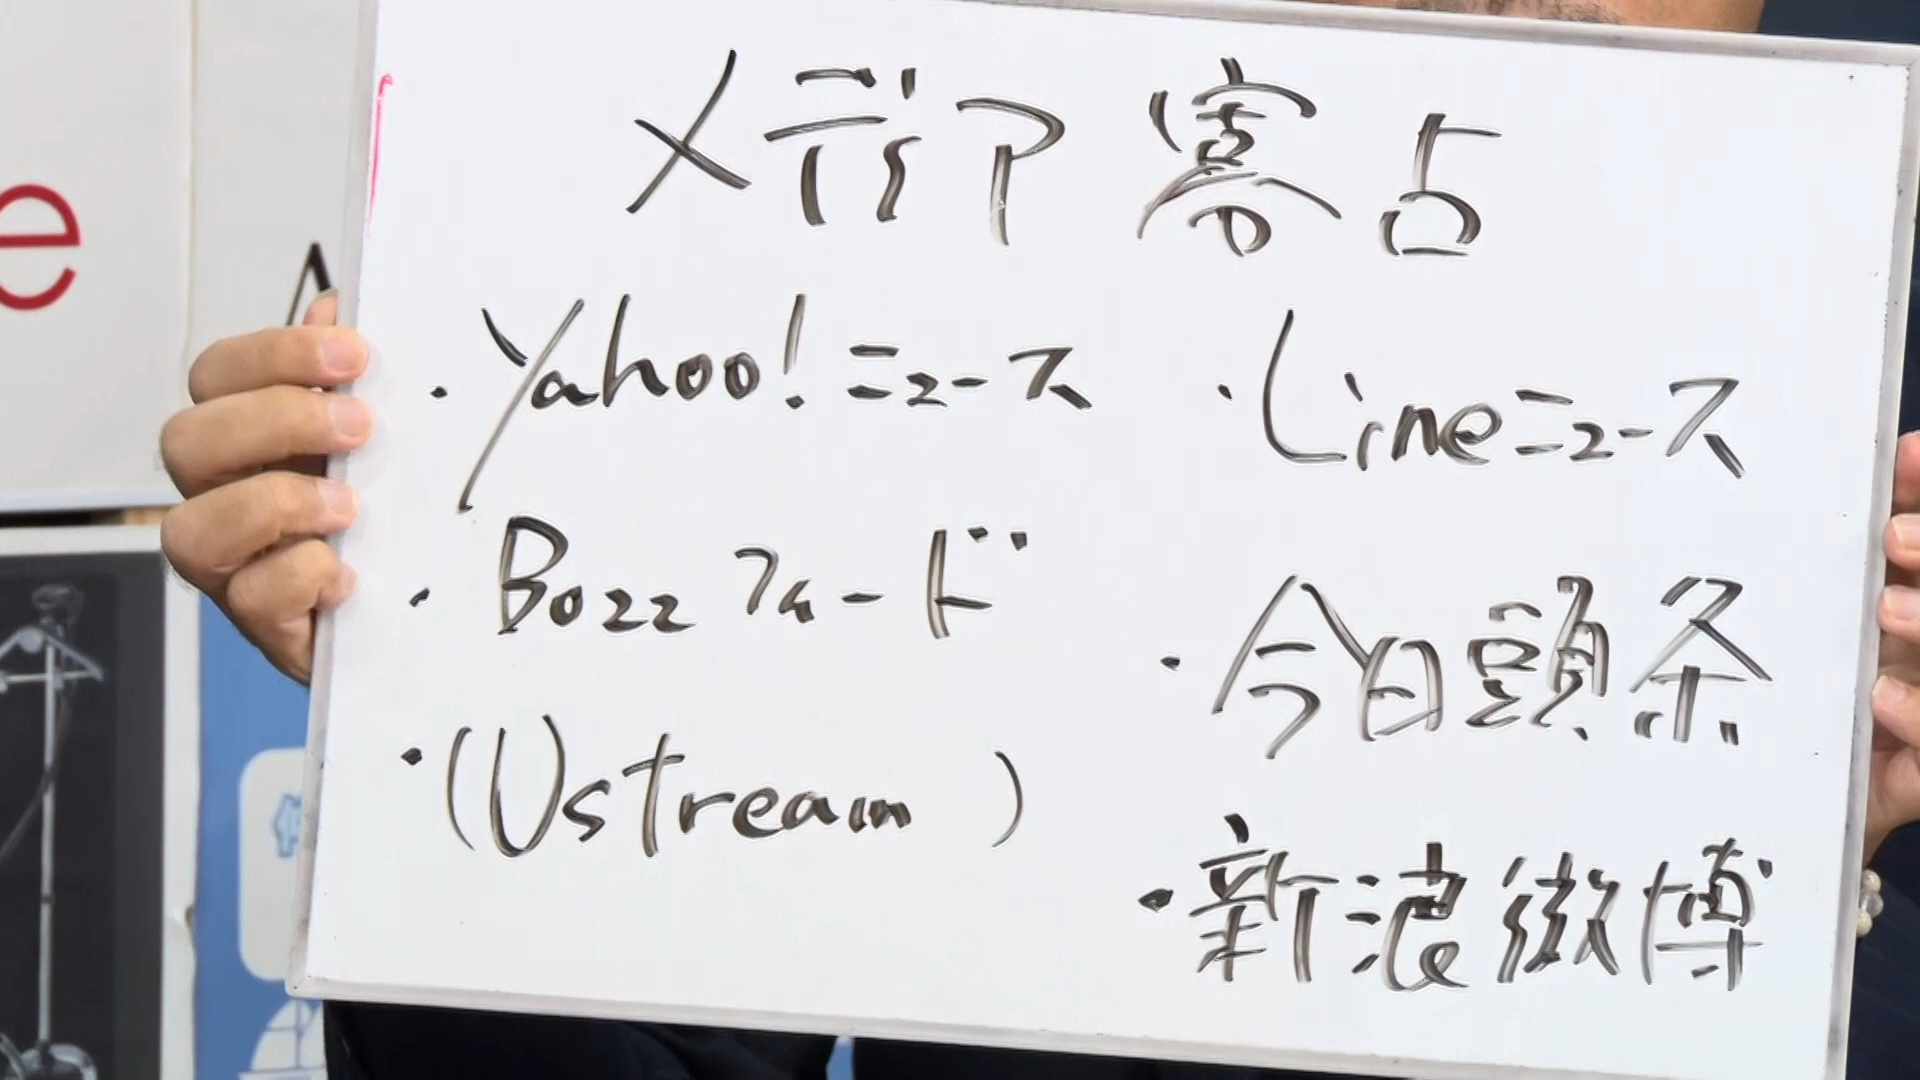 メディア寡占
・Yahoo!ニュース
・Bozzフィード
・(Ustream )
・Lineニュース
・今日頭条
・新浪微博
e